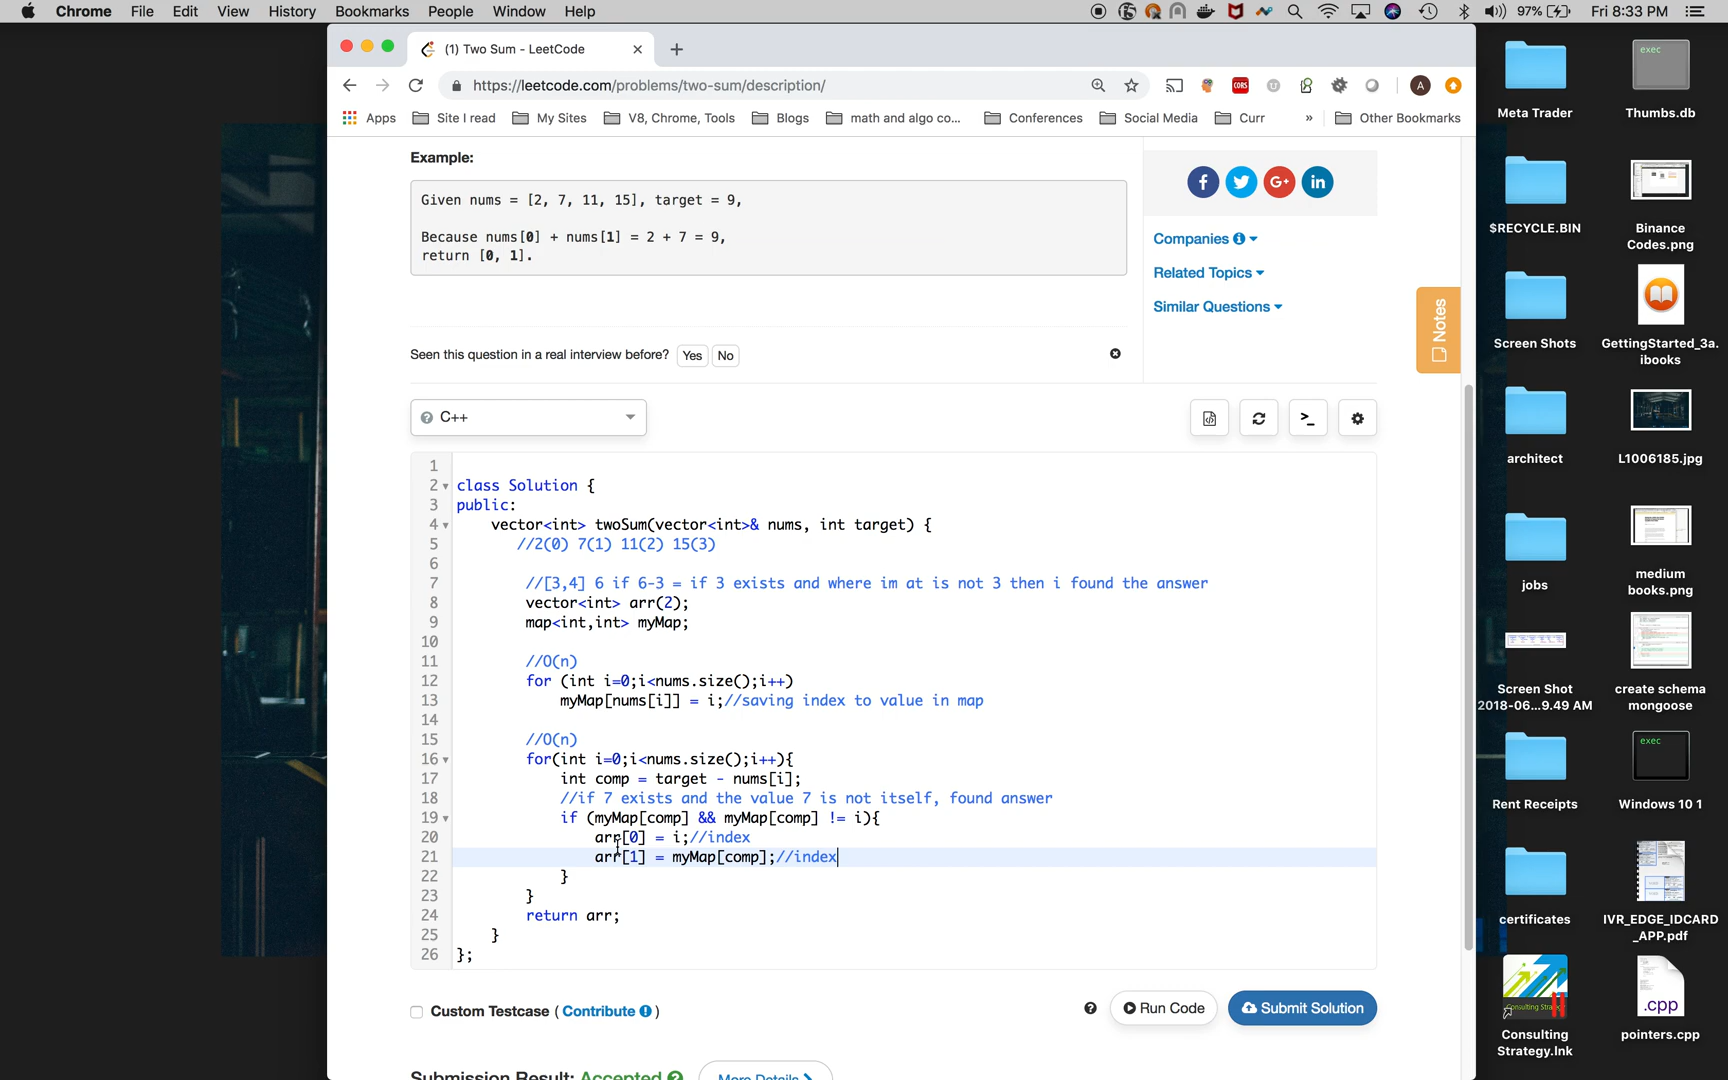 Chrome File Edit View History Bookmarks People Window Help 97% Fri 8:33 PM
(1) Two Sum - LeetCode
https://leetcode.com/problems/two-sum/description/
CORS
A
Apps Site I read My Sites V8, Chrome, Tools Blogs math and algo co... Conferences Social Media Curr » Other Bookmarks
Example:
Given nums = [2, 7, 11, 15], target = 9,
Because nums[0] + nums[1] = 2 + 7 = 9,
return [0, 1].
Companies
Related Topics
Similar Questions
Notes
Seen this question in a real interview before? Yes No
C++
1
2 class Solution {
3 public:
4 vector<int> twoSum(vector<int>& nums, int target) {
5 //2(0) 7(1) 11(2) 15(3)
6
7 //[3,4] 6 if 6-3 = if 3 exists and where im at is not 3 then i found the answer
8 vector<int> arr(2);
9 map<int,int> myMap;
10
11 //O(n)
12 for (int i=0;i<nums.size();i++)
13 myMap[nums[i]] = i;//saving index to value in map
14
15 //O(n)
16 for(int i=0;i<nums.size();i++){
17 int comp = target - nums[i];
18 //if 7 exists and the value 7 is not itself, found answer
19 if (myMap[comp] && myMap[comp] != i){
20 arr[0] = i;//index
21 arr[1] = myMap[comp];//index
22 }
23 }
24 return arr;
25 }
26 };
Custom Testcase ( Contribute )
Run Code
Submit Solution
Submission Result: Accepted
More Details
exec
Meta Trader
Thumbs.db
$RECYCLE.BIN
Binance
Codes.png
Screen Shots
GettingStarted_3a.
ibooks
architect
L1006185.jpg
jobs
medium
books.png
Screen Shot
2018-06...9.49 AM
create schema
mongoose
exec
Rent Receipts
Windows 10 1
certificates
IVR_EDGE_IDCARD
_APP.pdf
.cpp
Consulting
Strategy.lnk
pointers.cpp